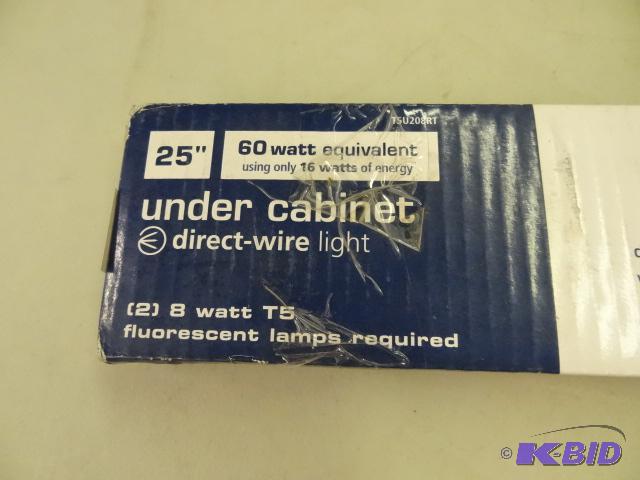 T5U208RT
25"
60 watt equivalent
using only 16 watts of energy
under cabinet
direct-wire light
(2) 8 watt T5
fluorescent lamps required
© K-BID